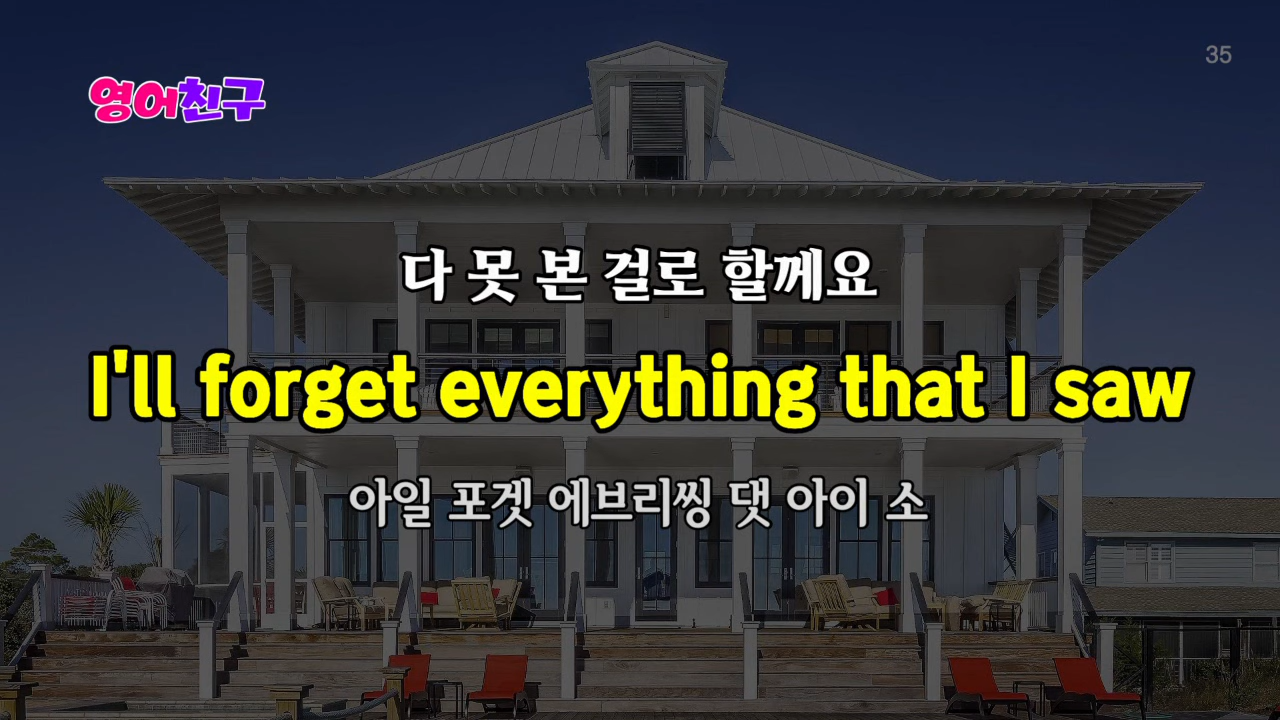 35
영어친구
다 못 본 걸로 할께요
I'll forget everything that I saw
아일 포겟 에브리씽 댓 아이 소